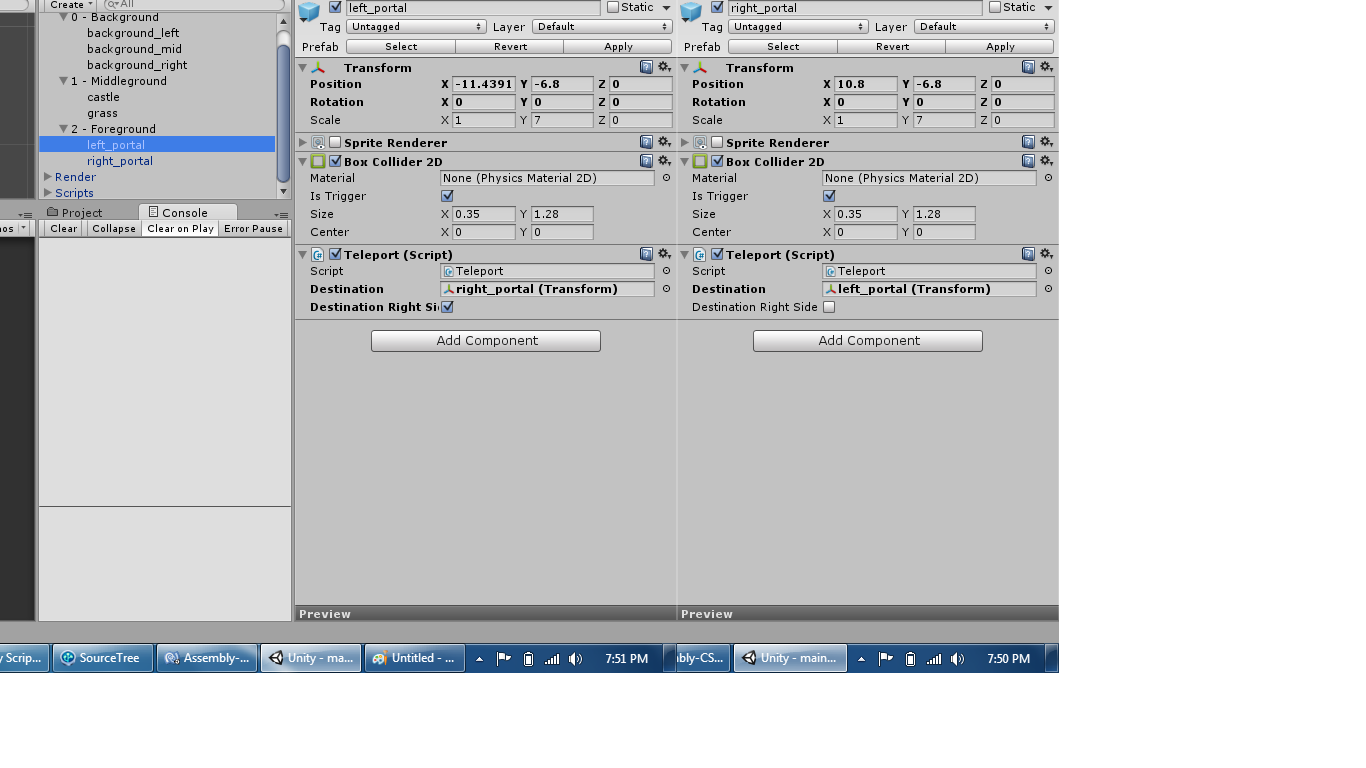 Create
All
0 - Background
background_left
background_mid
background_right
1 - Middleground
castle
grass
2 - Foreground
left_portal
right_portal
Render
Scripts
Project
Console
Clear
Collapse
Clear on Play
Error Pause
left_portal
Static
Tag
Untagged
Layer
Default
Prefab
Select
Revert
Apply
Transform
Position X -11.4391 Y -6.8 Z 0
Rotation X 0 Y 0 Z 0
Scale X 1 Y 7 Z 0
Sprite Renderer
Box Collider 2D
Material None (Physics Material 2D)
Is Trigger
Size X 0.35 Y 1.28
Center X 0 Y 0
Teleport (Script)
Script Teleport
Destination right_portal (Transform)
Destination Right Si
Add Component
Preview
right_portal
Static
Tag
Untagged
Layer
Default
Prefab
Select
Revert
Apply
Transform
Position X 10.8 Y -6.8 Z 0
Rotation X 0 Y 0 Z 0
Scale X 1 Y 7 Z 0
Sprite Renderer
Box Collider 2D
Material None (Physics Material 2D)
Is Trigger
Size X 0.35 Y 1.28
Center X 0 Y 0
Teleport (Script)
Script Teleport
Destination left_portal (Transform)
Destination Right Side
Add Component
Preview
y Scrip...
SourceTree
Assembly-...
Unity - ma...
Untitled - ...
7:51 PM
bly-CS...
Unity - main...
7:50 PM